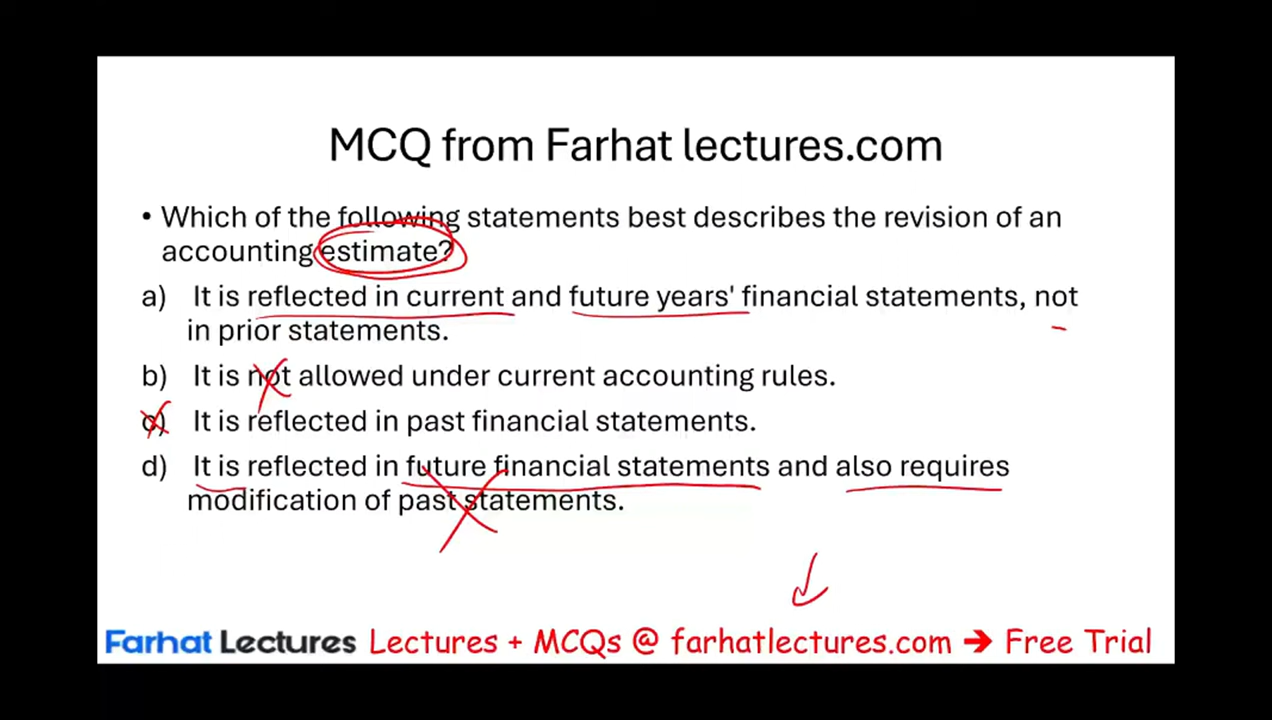 MCQ from Farhat lectures.com
• Which of the following statements best describes the revision of an
accounting estimate?
a) It is reflected in current and future years' financial statements, not
in prior statements.
b) It is not allowed under current accounting rules.
c) It is reflected in past financial statements.
d) It is reflected in future financial statements and also requires
modification of past statements.
Farhat Lectures Lectures + MCQs @ farhatlectures.com ➔ Free Trial